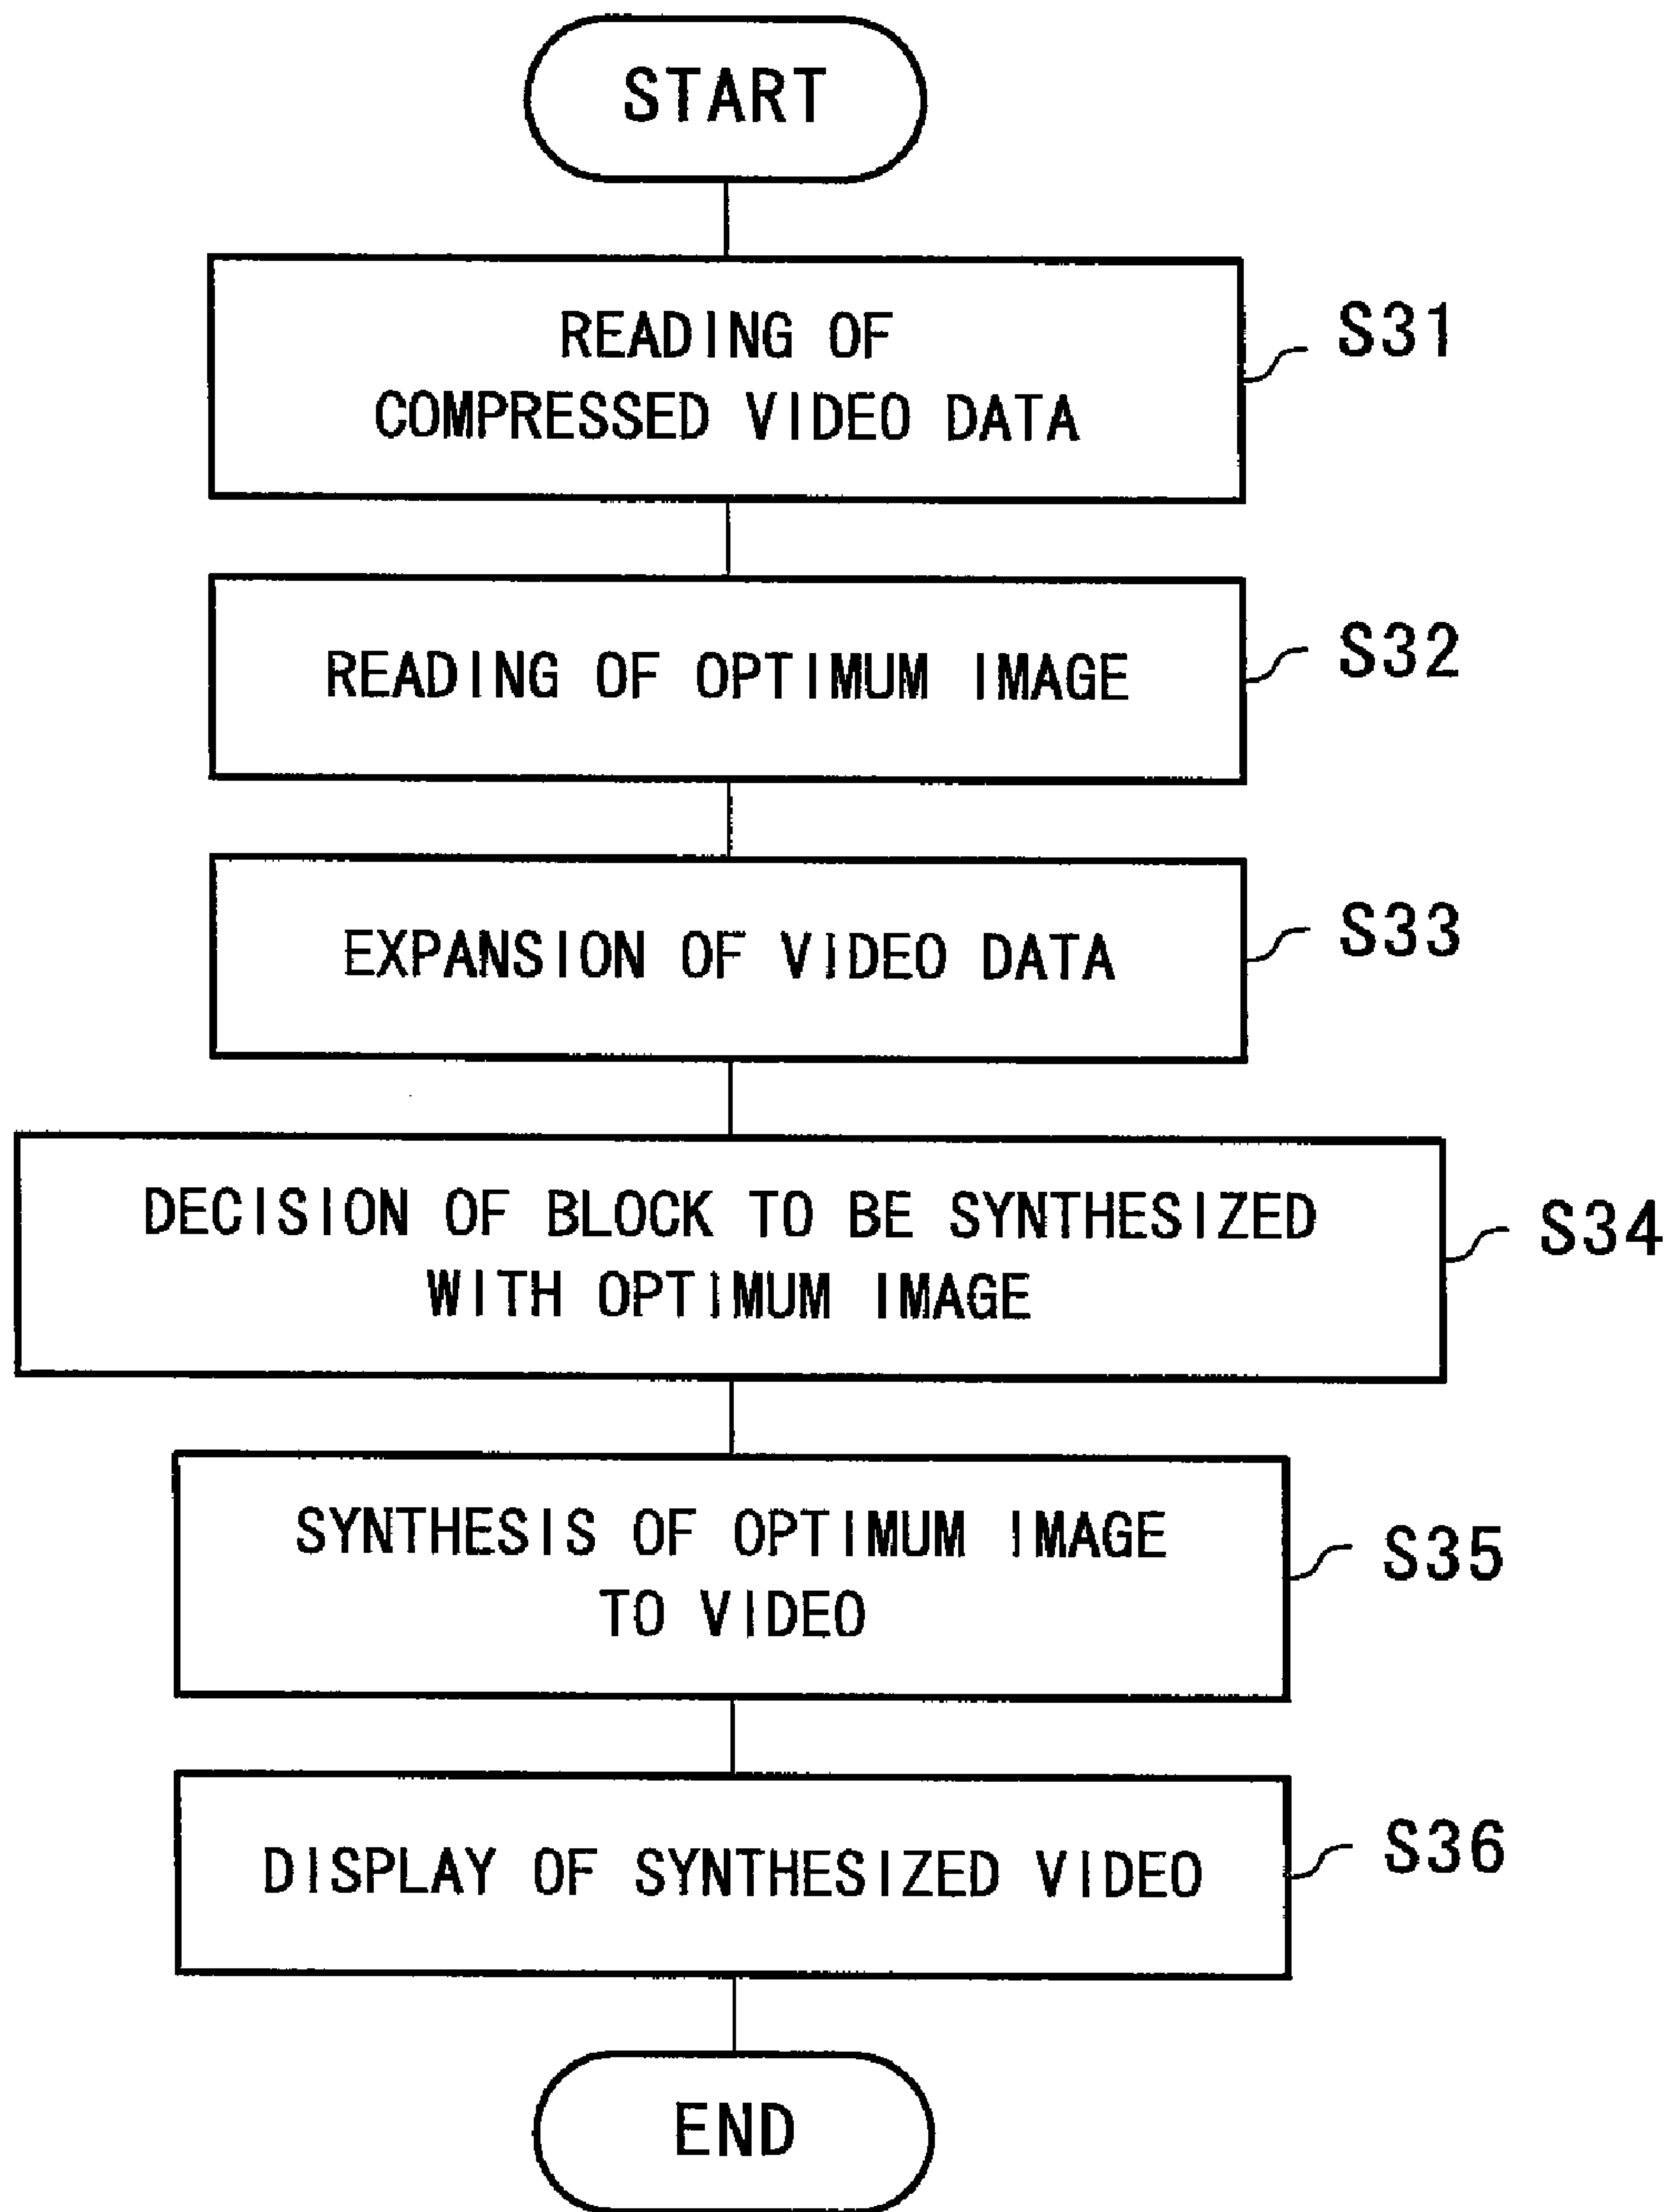 START
READING OF
COMPRESSED VIDEO DATA
S31
READING OF OPTIMUM IMAGE
S32
EXPANSION OF VIDEO DATA
S33
DECISION OF BLOCK TO BE SYNTHESIZED
WITH OPTIMUM IMAGE
S34
SYNTHESIS OF OPTIMUM IMAGE
TO VIDEO
S35
DISPLAY OF SYNTHESIZED VIDEO
S36
END